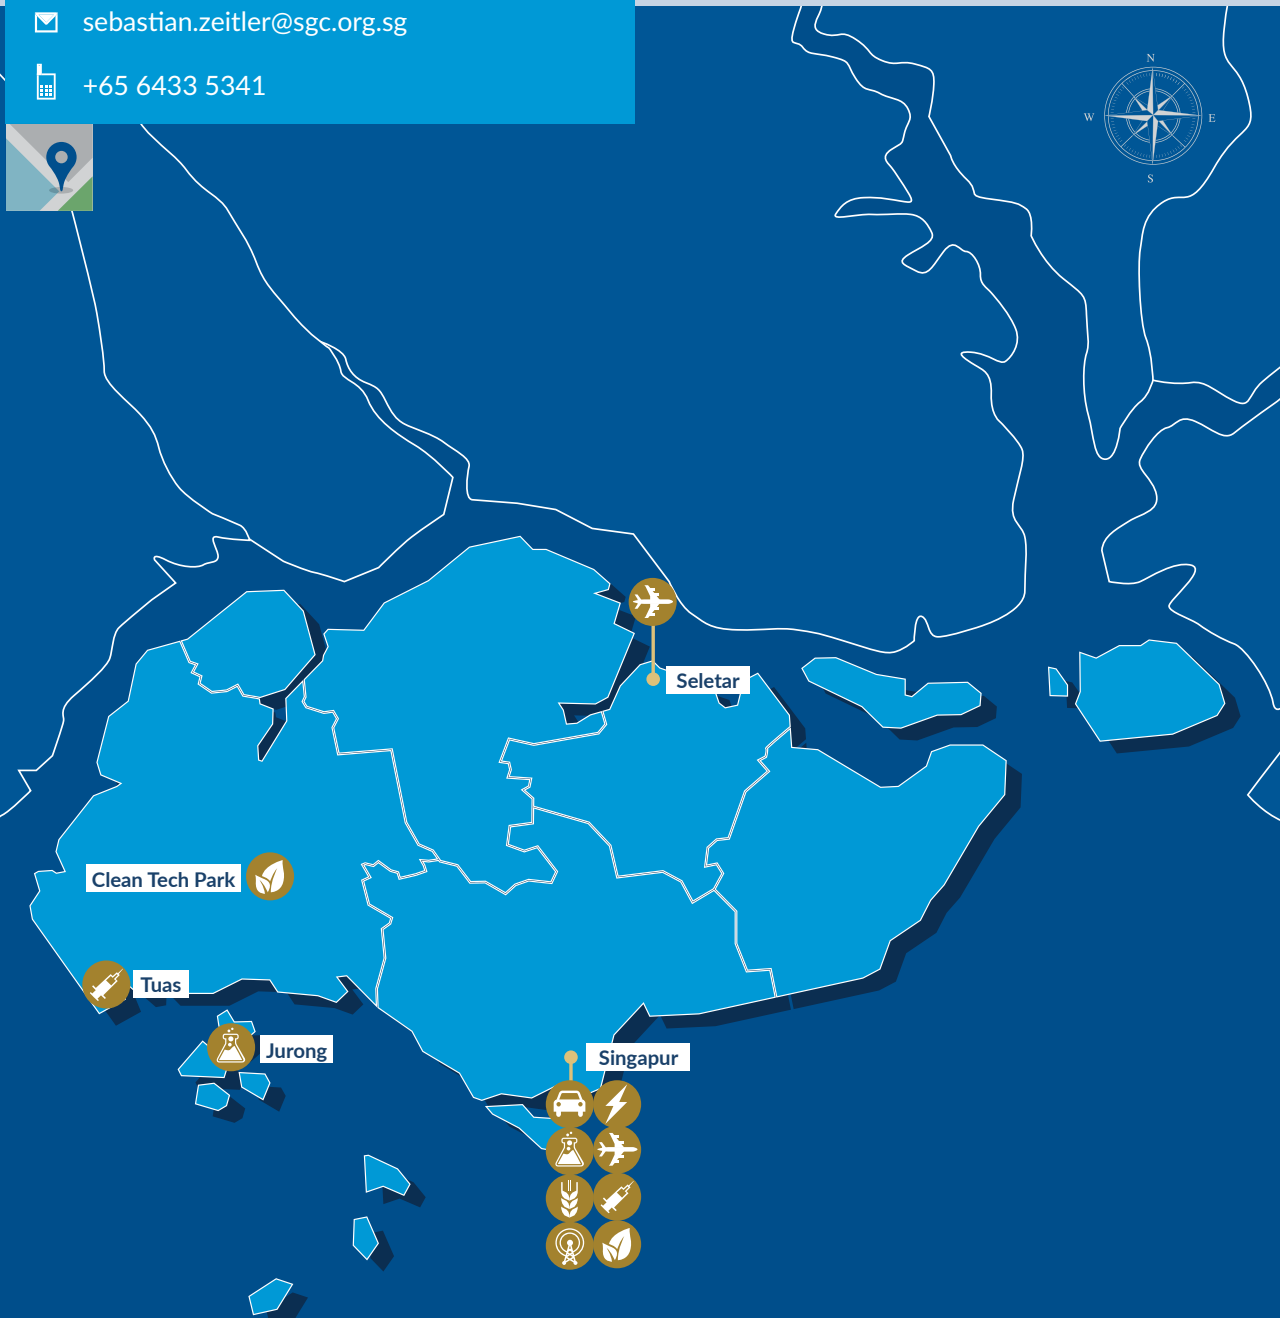 sebastian.zeitler@sgc.org.sg
+65 6433 5341
N
W
E
S
Seletar
Clean Tech Park
Tuas
Jurong
Singapur